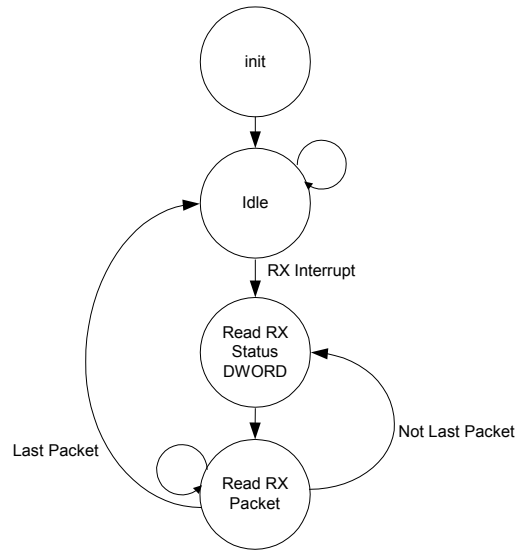 init
Idle
RX Interrupt
Read RX
Status
DWORD
Not Last Packet
Last Packet
Read RX
Packet